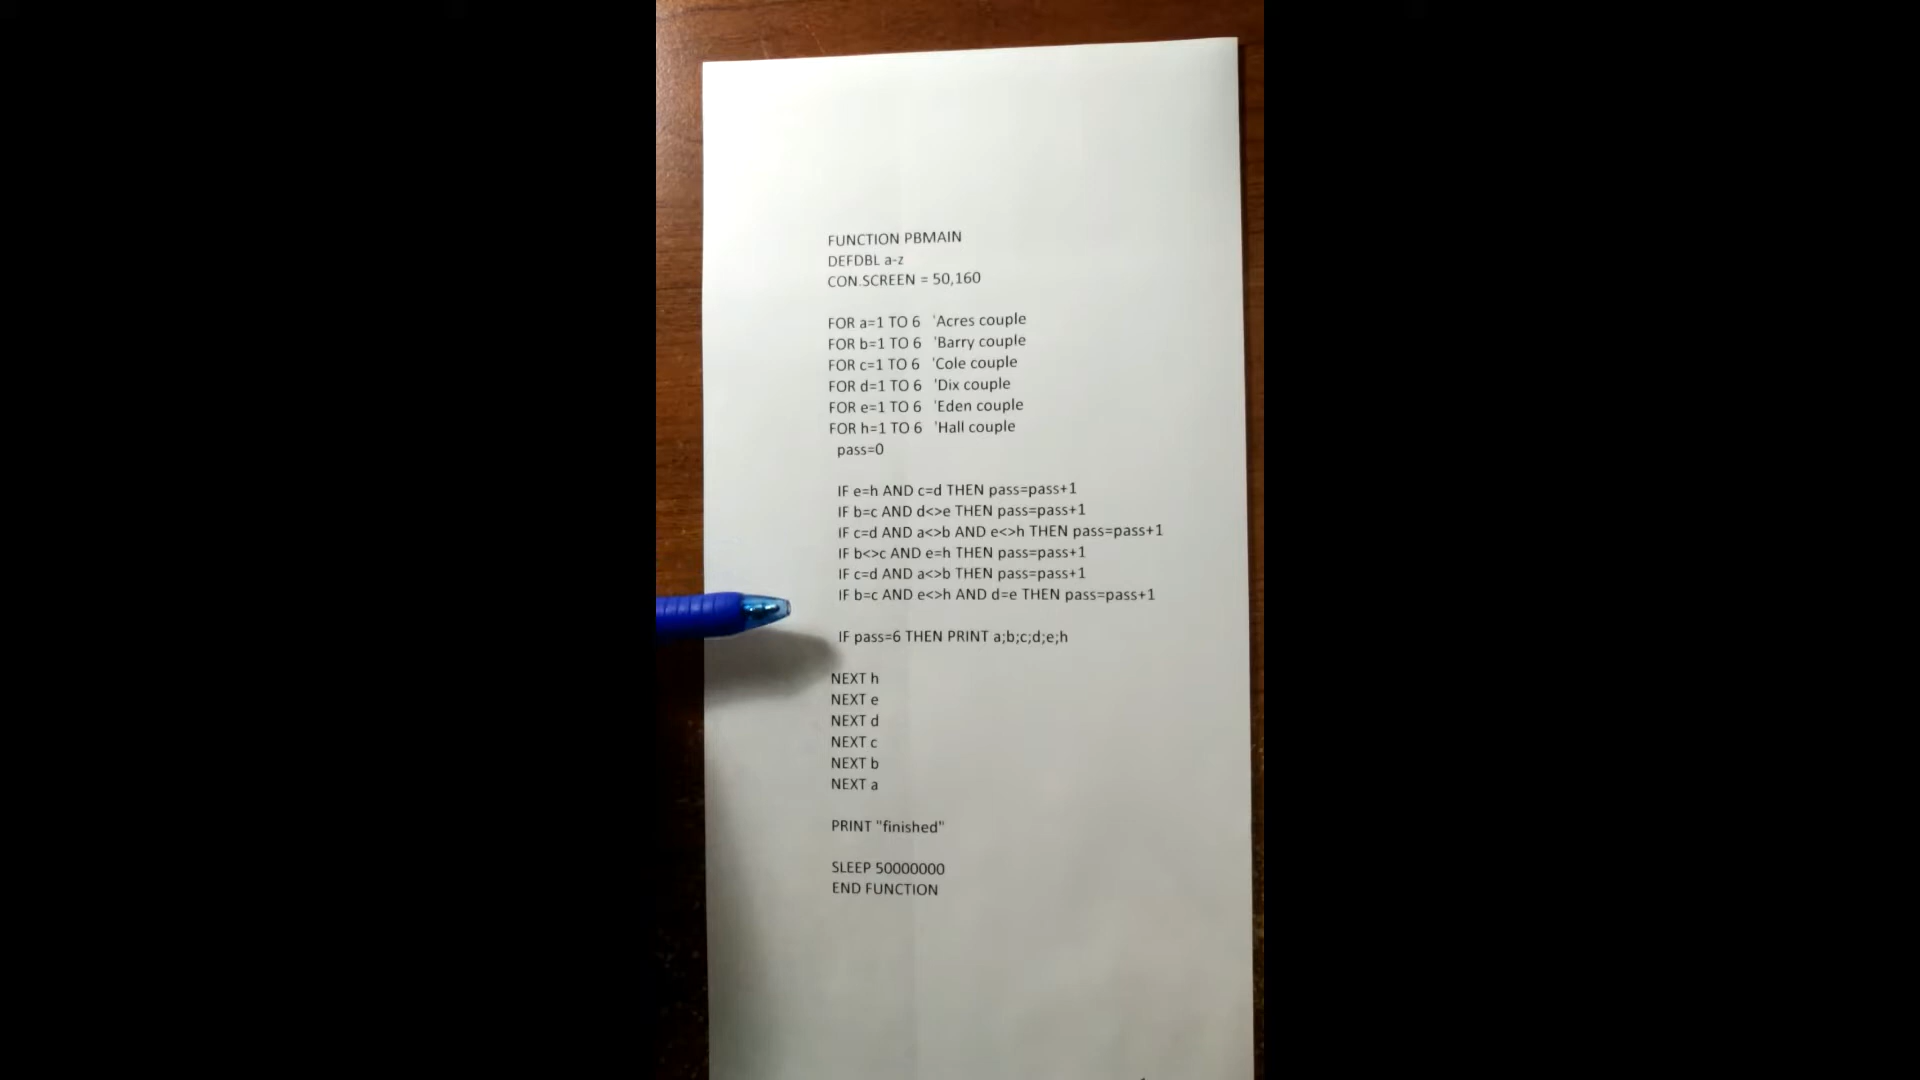 FUNCTION PBMAIN
DEFDBL a-z
CON.SCREEN = 50,160
FOR a=1 TO 6 'Acres couple
FOR b=1 TO 6 'Barry couple
FOR c=1 TO 6 'Cole couple
FOR d=1 TO 6 'Dix couple
FOR e=1 TO 6 'Eden couple
FOR h=1 TO 6 'Hall couple
pass=0
IF e=h AND c=d THEN pass=pass+1
IF b=c AND d<>e THEN pass=pass+1
IF c=d AND a<>b AND e<>h THEN pass=pass+1
IF b<>c AND e=h THEN pass=pass+1
IF c=d AND a<>b THEN pass=pass+1
IF b=c AND e<>h AND d=e THEN pass=pass+1
IF pass=6 THEN PRINT a;b;c;d;e;h
NEXT h
NEXT e
NEXT d
NEXT c
NEXT b
NEXT a
PRINT "finished"
SLEEP 50000000
END FUNCTION